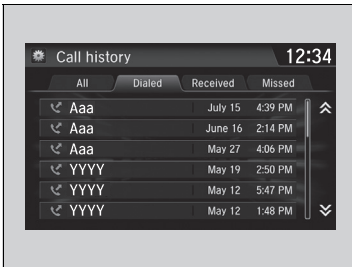 Call history 12:34
All Dialed Received Missed
Aaa July 15 4:39 PM
Aaa June 16 2:14 PM
Aaa May 27 4:06 PM
YYYY May 19 2:50 PM
YYYY May 12 5:47 PM
YYYY May 12 1:48 PM